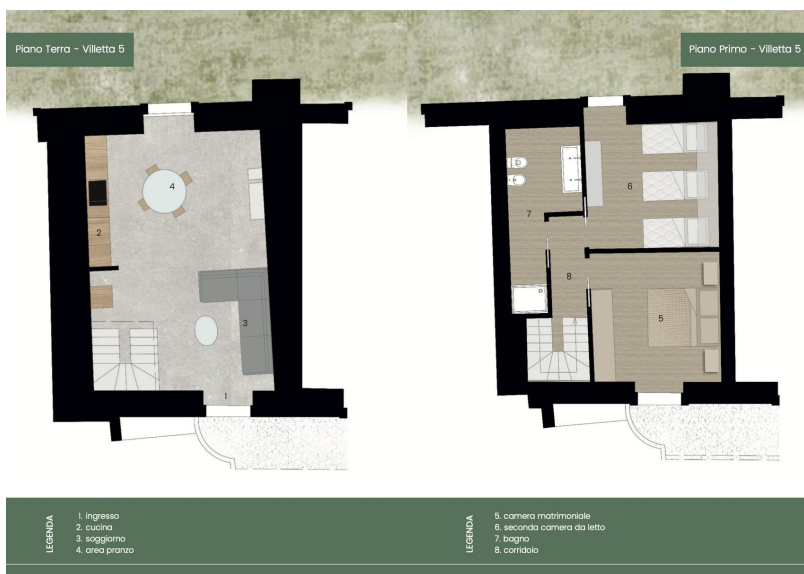 Piano Terra - Villetta 5
Piano Primo - Villetta 5
4
2
3
1
6
7
8
5
LEGENDA
1. ingresso
2. cucina
3. soggiorno
4. area pranzo
LEGENDA
5. camera matrimoniale
6. seconda camera da letto
7. bagno
8. corridoio